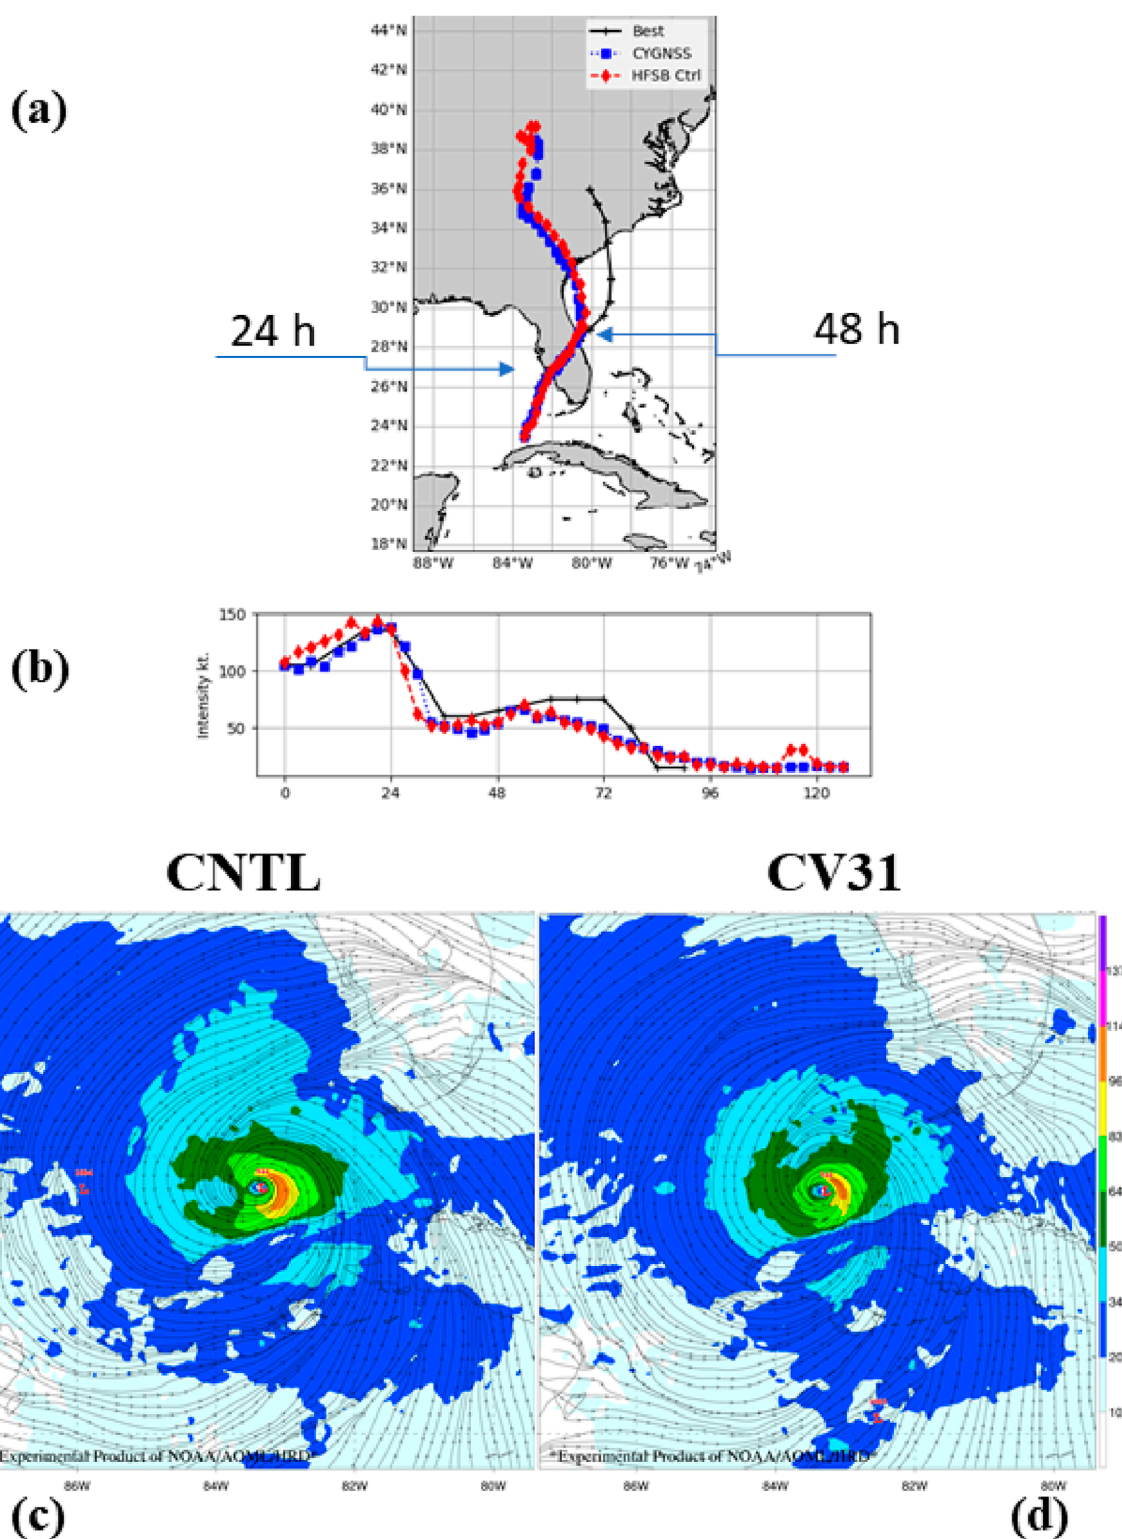 (a)
44°N
42°N
40°N
38°N
36°N
34°N
32°N
30°N
28°N
26°N
24°N
22°N
20°N
18°N
88°W 84°W 80°W 76°W 74°W
Best
CYGNSS
HFSB Ctrl
24 h
48 h
(b)
Intensity kt.
150
100
50
0 24 48 72 96 120
CNTL CV31
137
114
96
83
64
50
34
20
10
Experimental Product of NOAA/AOML/HRD*
*Experimental Product of NOAA/AOML/HRD*
86W 84W 82W 80W
86W 84W 82W 80W
(c) (d)